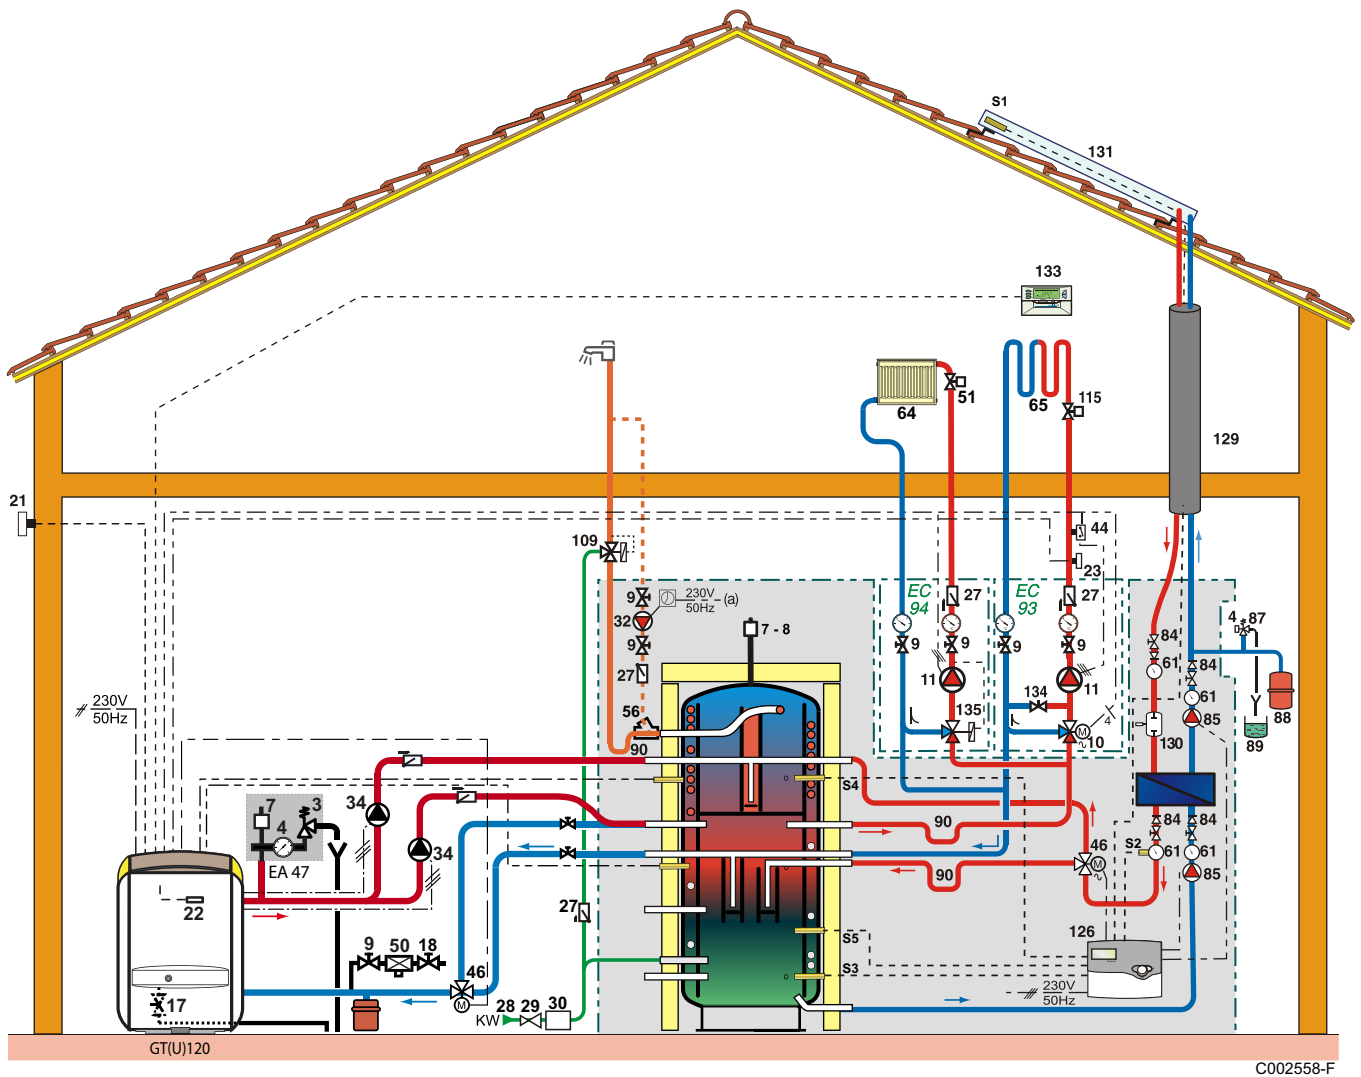 S1
131
133
51
64
65
115
129
21
109
44
23
230V
50Hz
(a)
9
32
9
27
7 - 8
EC
94
27
EC
93
27
9
9
9
9
11
11
4
87
84
61
84
61
85
88
89
130
56
90
134
135
10
M
4
230V
50Hz
34
7
3
4
34
EA 47
S4
90
46
M
90
84
84
S2
61
61
85
22
27
S5
S3
126
9
50
18
46
M
17
28
29
30
KW
230V
50Hz
GT(U)120
C002558-F